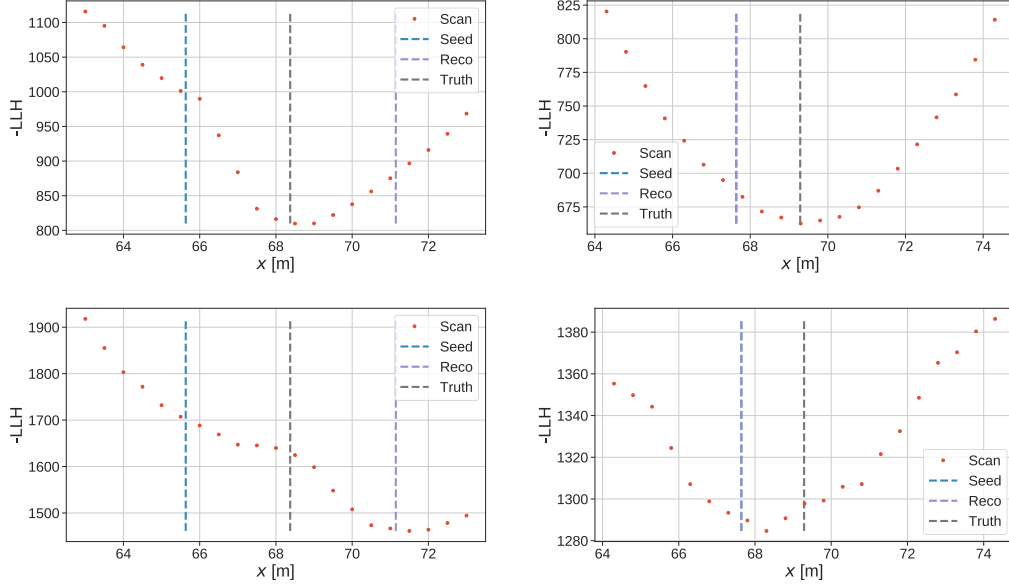 1100
1050
1000
950
900
850
800
-LLH
64
66
68
70
72
x [m]
Scan
Seed
Reco
Truth
825
800
775
750
725
700
675
-LLH
64
66
68
70
72
74
x [m]
Scan
Seed
Reco
Truth
1900
1800
1700
1600
1500
-LLH
64
66
68
70
72
x [m]
Scan
Seed
Reco
Truth
1380
1360
1340
1320
1300
1280
-LLH
64
66
68
70
72
74
x [m]
Scan
Seed
Reco
Truth